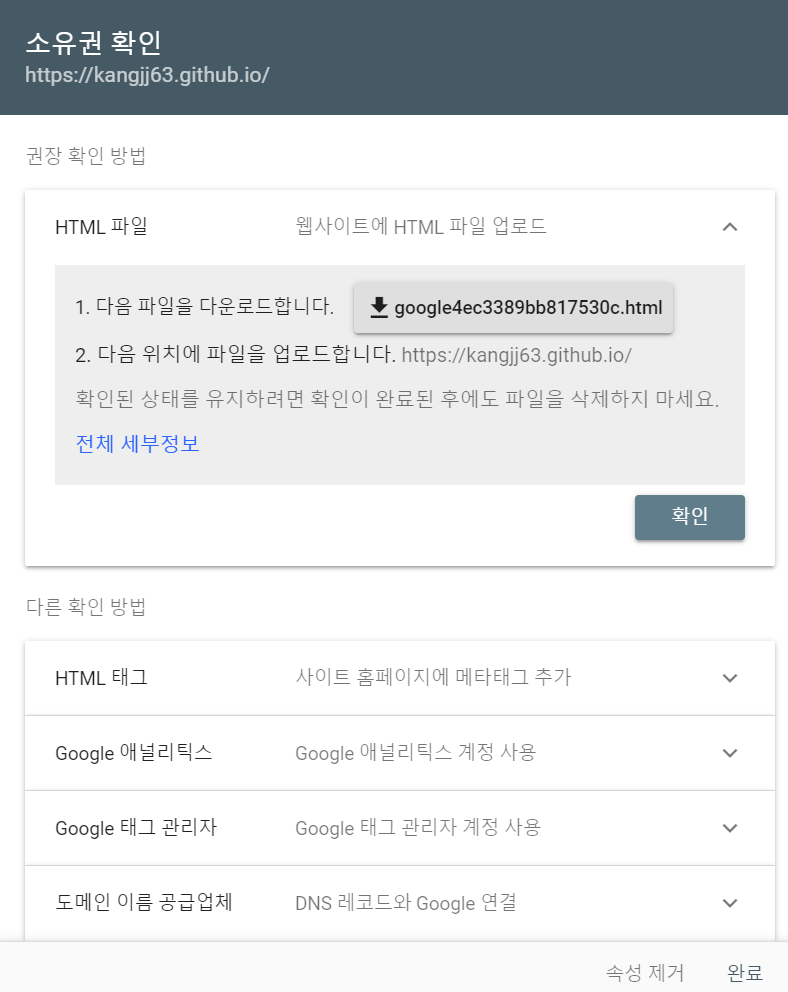 소유권 확인
https://kangjj63.github.io/
권장 확인 방법
HTML 파일 웹사이트에 HTML 파일 업로드
1. 다음 파일을 다운로드합니다. google4ec3389bb817530c.html
2. 다음 위치에 파일을 업로드합니다. https://kangjj63.github.io/
확인된 상태를 유지하려면 확인이 완료된 후에도 파일을 삭제하지 마세요.
전체 세부정보
확인
다른 확인 방법
HTML 태그 사이트 홈페이지에 메타태그 추가
Google 애널리틱스 Google 애널리틱스 계정 사용
Google 태그 관리자 Google 태그 관리자 계정 사용
도메인 이름 공급업체 DNS 레코드와 Google 연결
속성 제거 완료